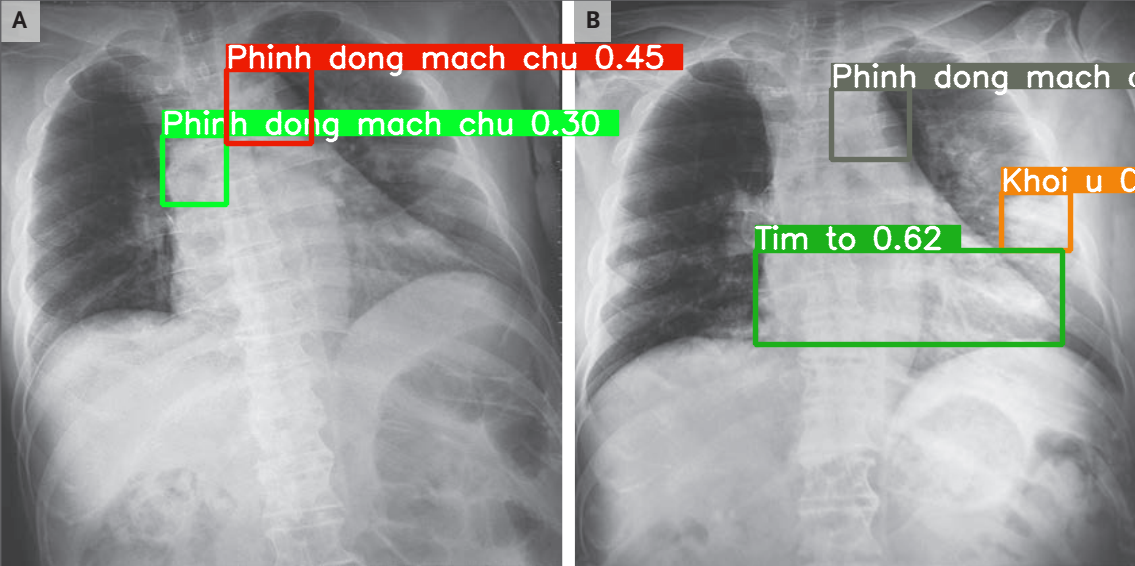 A
Phinh dong mach chu 0.45
Phinh dong mach chu 0.30
B
Phinh dong mach
Khoi u
Tim to 0.62